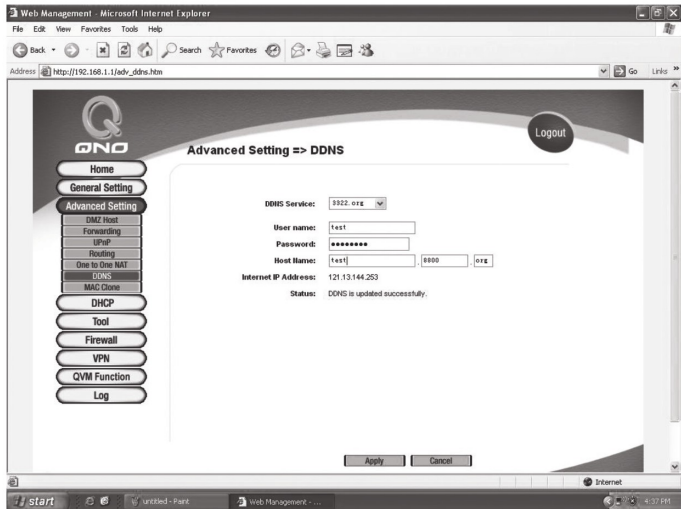 Web Management - Microsoft Internet Explorer
File Edit View Favorites Tools Help
Back Search Favorites
Address http://192.168.1.1/adv_ddns.htm Go Links »
QNO
Logout
Advanced Setting => DDNS
Home
General Setting
Advanced Setting
DMZ Host
Forwarding
UPnP
Routing
One to One NAT
DDNS
MAC Clone
DHCP
Tool
Firewall
VPN
QVM Function
Log
DDNS Service: 3322.org
User name: test
Password: ●●●●●●●●
Host Name: test . 8800 . org
Internet IP Address: 121.13.144.253
Status: DDNS is updated successfully.
Apply Cancel
Internet
start untitled - Paint Web Management - ... 4:37 PM